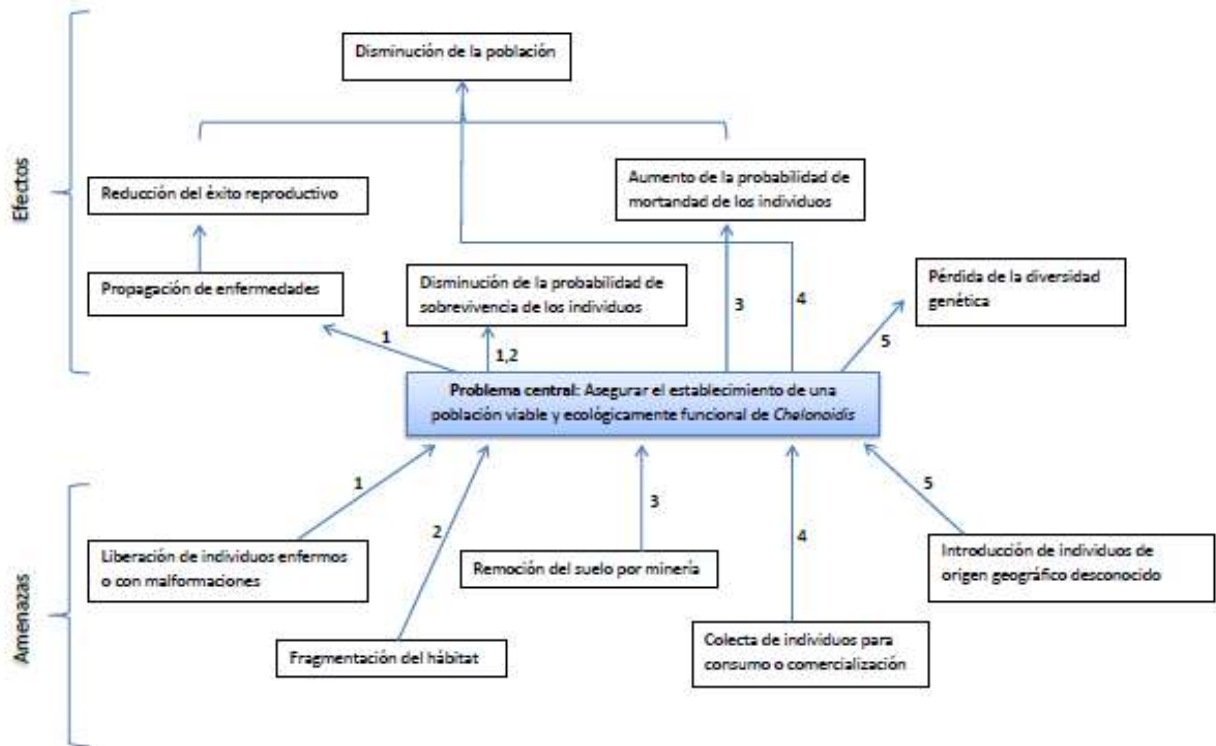 Efectos
Disminución de la población
Reducción del éxito reproductivo
Aumento de la probabilidad de
mortandad de los individuos
Propagación de enfermedades
Disminución de la probabilidad de
sobrevivencia de los individuos
Pérdida de la diversidad
genética
1
1,2
3
4
5
Problema central: Asegurar el establecimiento de una
población viable y ecológicamente funcional de Chelonoidis
Amenazas
1
2
3
4
5
Liberación de individuos enfermos
o con malformaciones
Remoción del suelo por minería
Introducción de individuos de
origen geográfico desconocido
Fragmentación del hábitat
Colecta de individuos para
consumo o comercialización